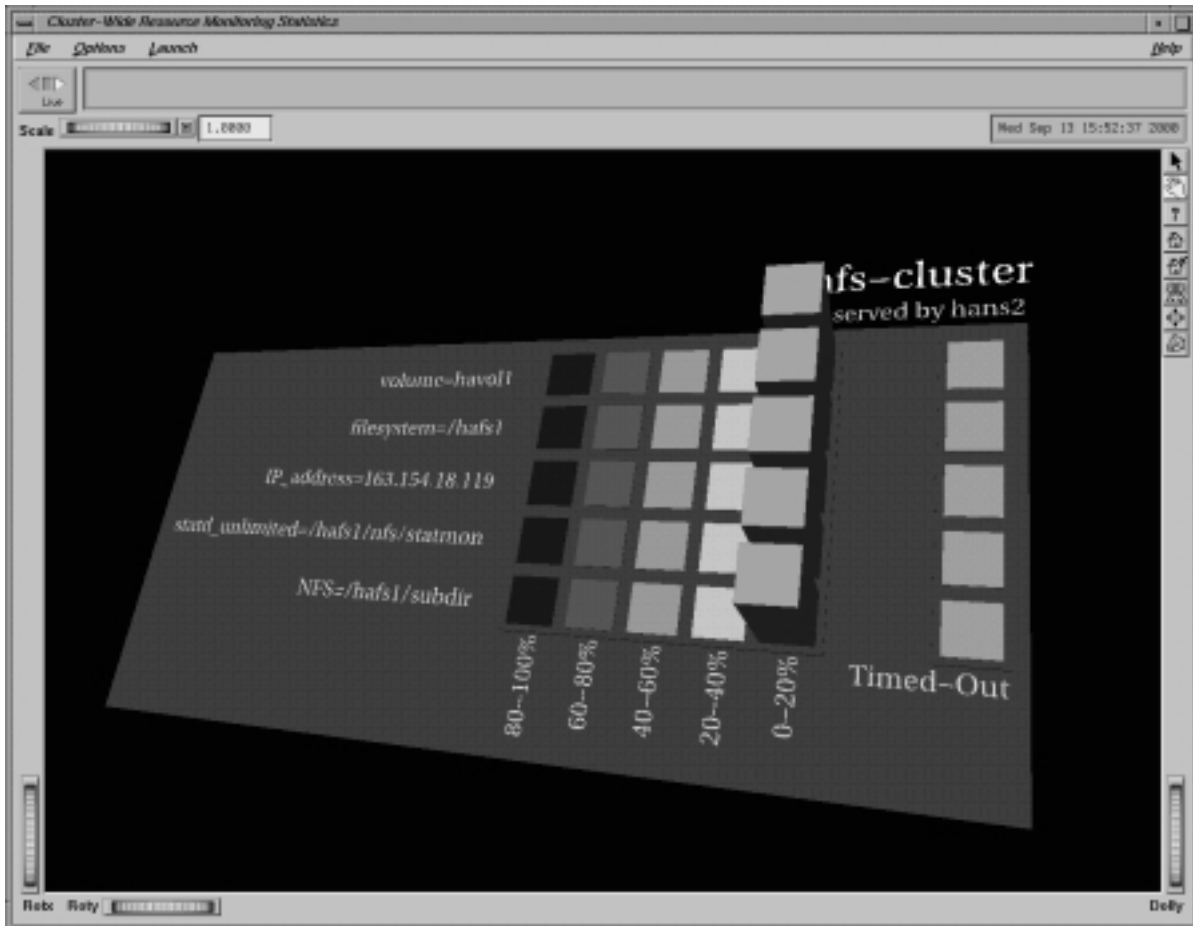 Cluster-Wide Resource Monitoring Statistics
File Options Launch Help
Live
Scale 1.0000 Wed Sep 13 15:52:37 2000
nfs-cluster
served by hans2
volume=havol1
filesystem=/hafs1
IP_address=163.154.18.119
statd_unlimited=/hafs1/nfs/statmon
NFS=/hafs1/subdir
80-100%
60-80%
40-60%
20-40%
0-20%
Timed-Out
Rotx Roty Dolly